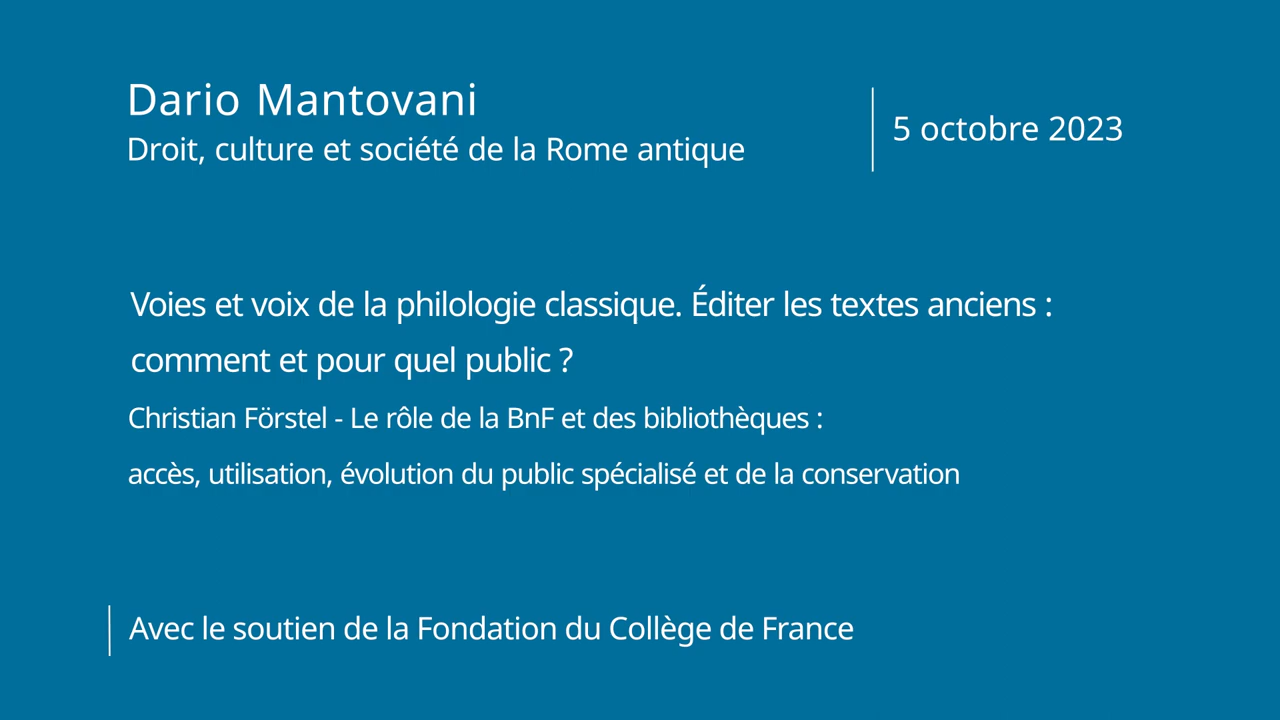 Dario Mantovani
Droit, culture et société de la Rome antique
5 octobre 2023
Voies et voix de la philologie classique. Éditer les textes anciens :
comment et pour quel public ?
Christian Förstel - Le rôle de la BnF et des bibliothèques :
accès, utilisation, évolution du public spécialisé et de la conservation
Avec le soutien de la Fondation du Collège de France